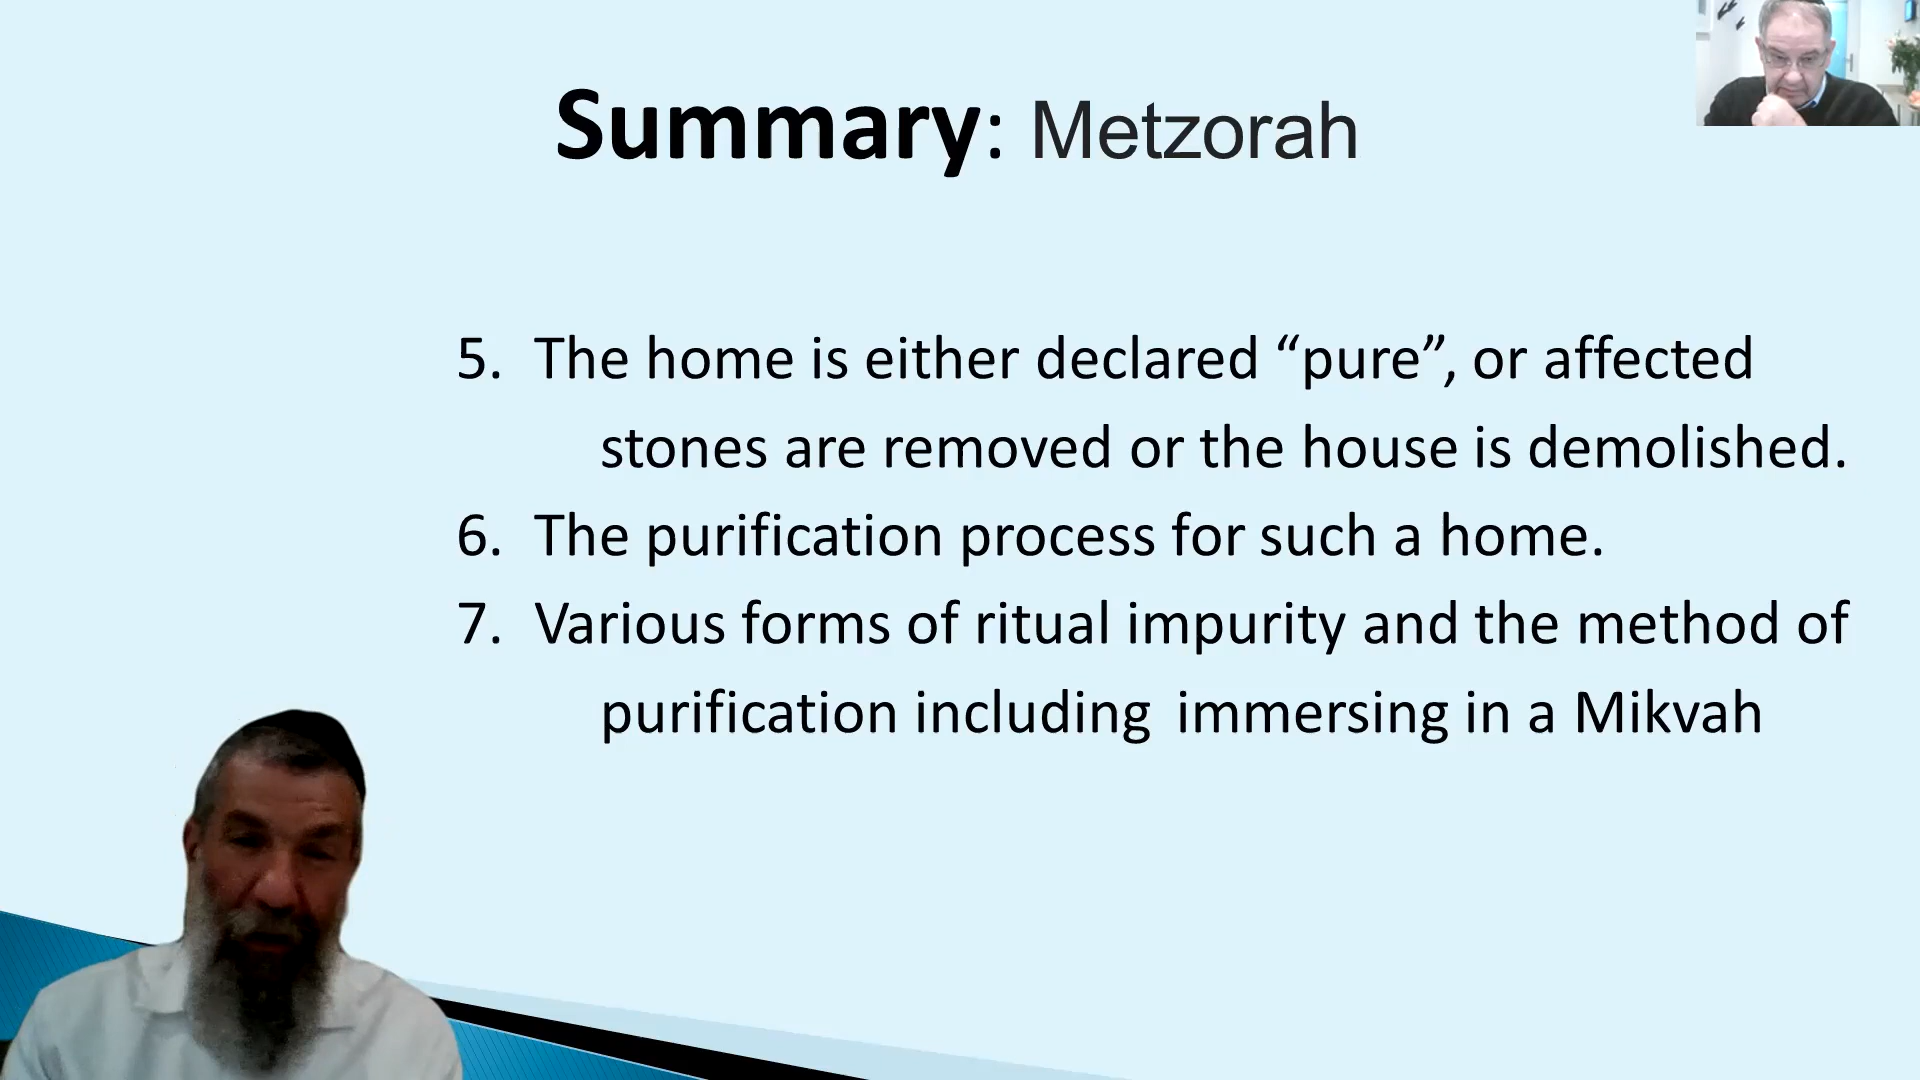 Summary: Metzorah
5. The home is either declared “pure”, or affected
stones are removed or the house is demolished.
6. The purification process for such a home.
7. Various forms of ritual impurity and the method of
purification including immersing in a Mikvah